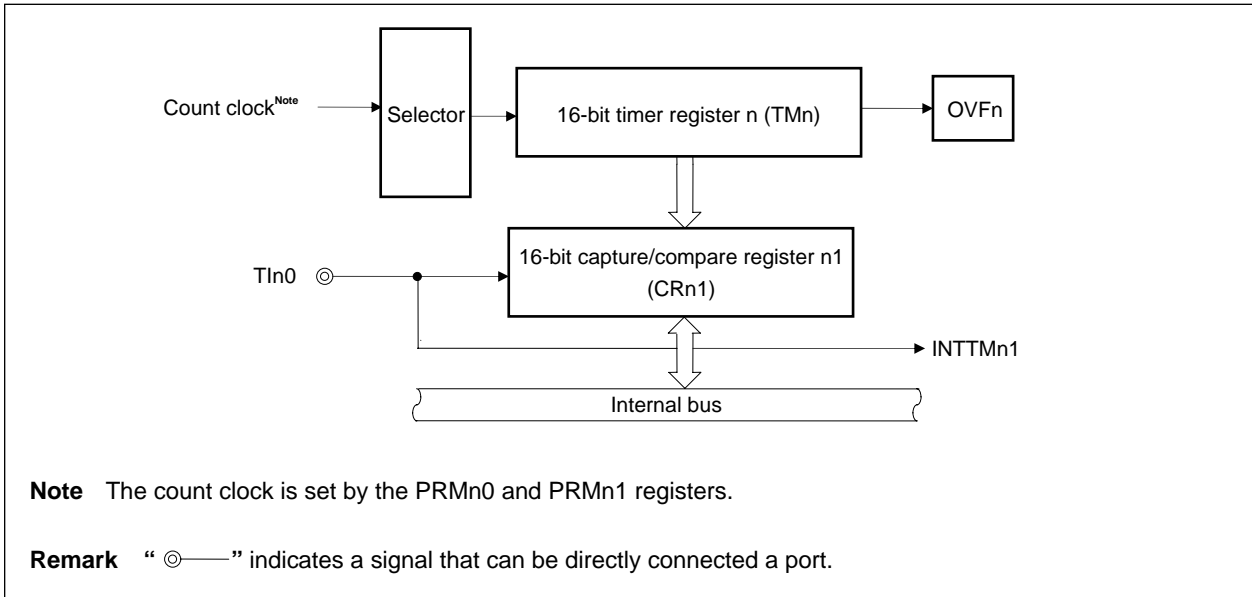 Count clockNote
Selector
16-bit timer register n (TMn)
OVFn
16-bit capture/compare register n1
(CRn1)
TIn0
INTTMn1
Internal bus
Note The count clock is set by the PRMn0 and PRMn1 registers.
Remark “ ” indicates a signal that can be directly connected a port.